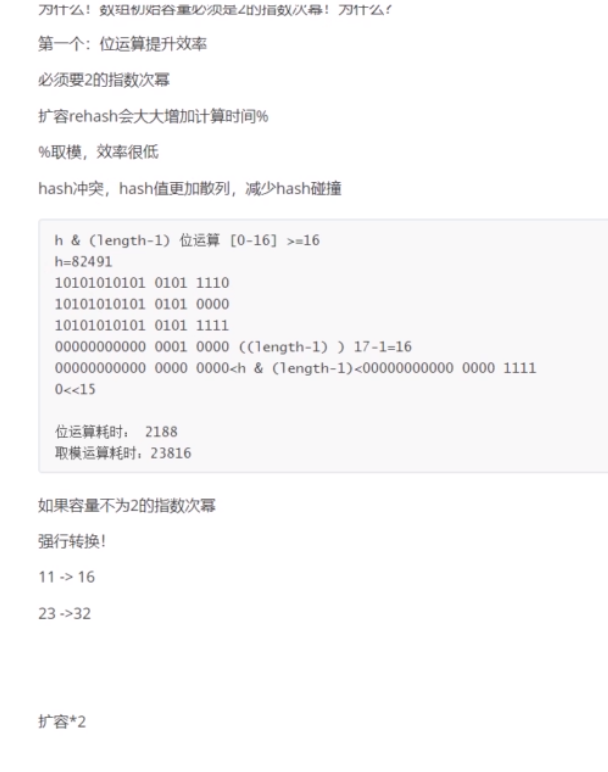 为什么！数组初始容量必须是2的指数次幂！为什么？
第一个：位运算提升效率
必须要2的指数次幂
扩容rehash会大大增加计算时间%
%取模，效率很低
hash冲突，hash值更加散列，减少hash碰撞
h & (length-1) 位运算 [0-16] >=16
h=82491
10101010101 0101 1110
10101010101 0101 0000
10101010101 0101 1111
00000000000 0001 0000 ((length-1) ) 17-1=16
00000000000 0000 0000<h & (length-1)<00000000000 0000 1111
0<<15
位运算耗时： 2188
取模运算耗时：23816
如果容量不为2的指数次幂
强行转换！
11 -> 16
23 ->32
扩容*2